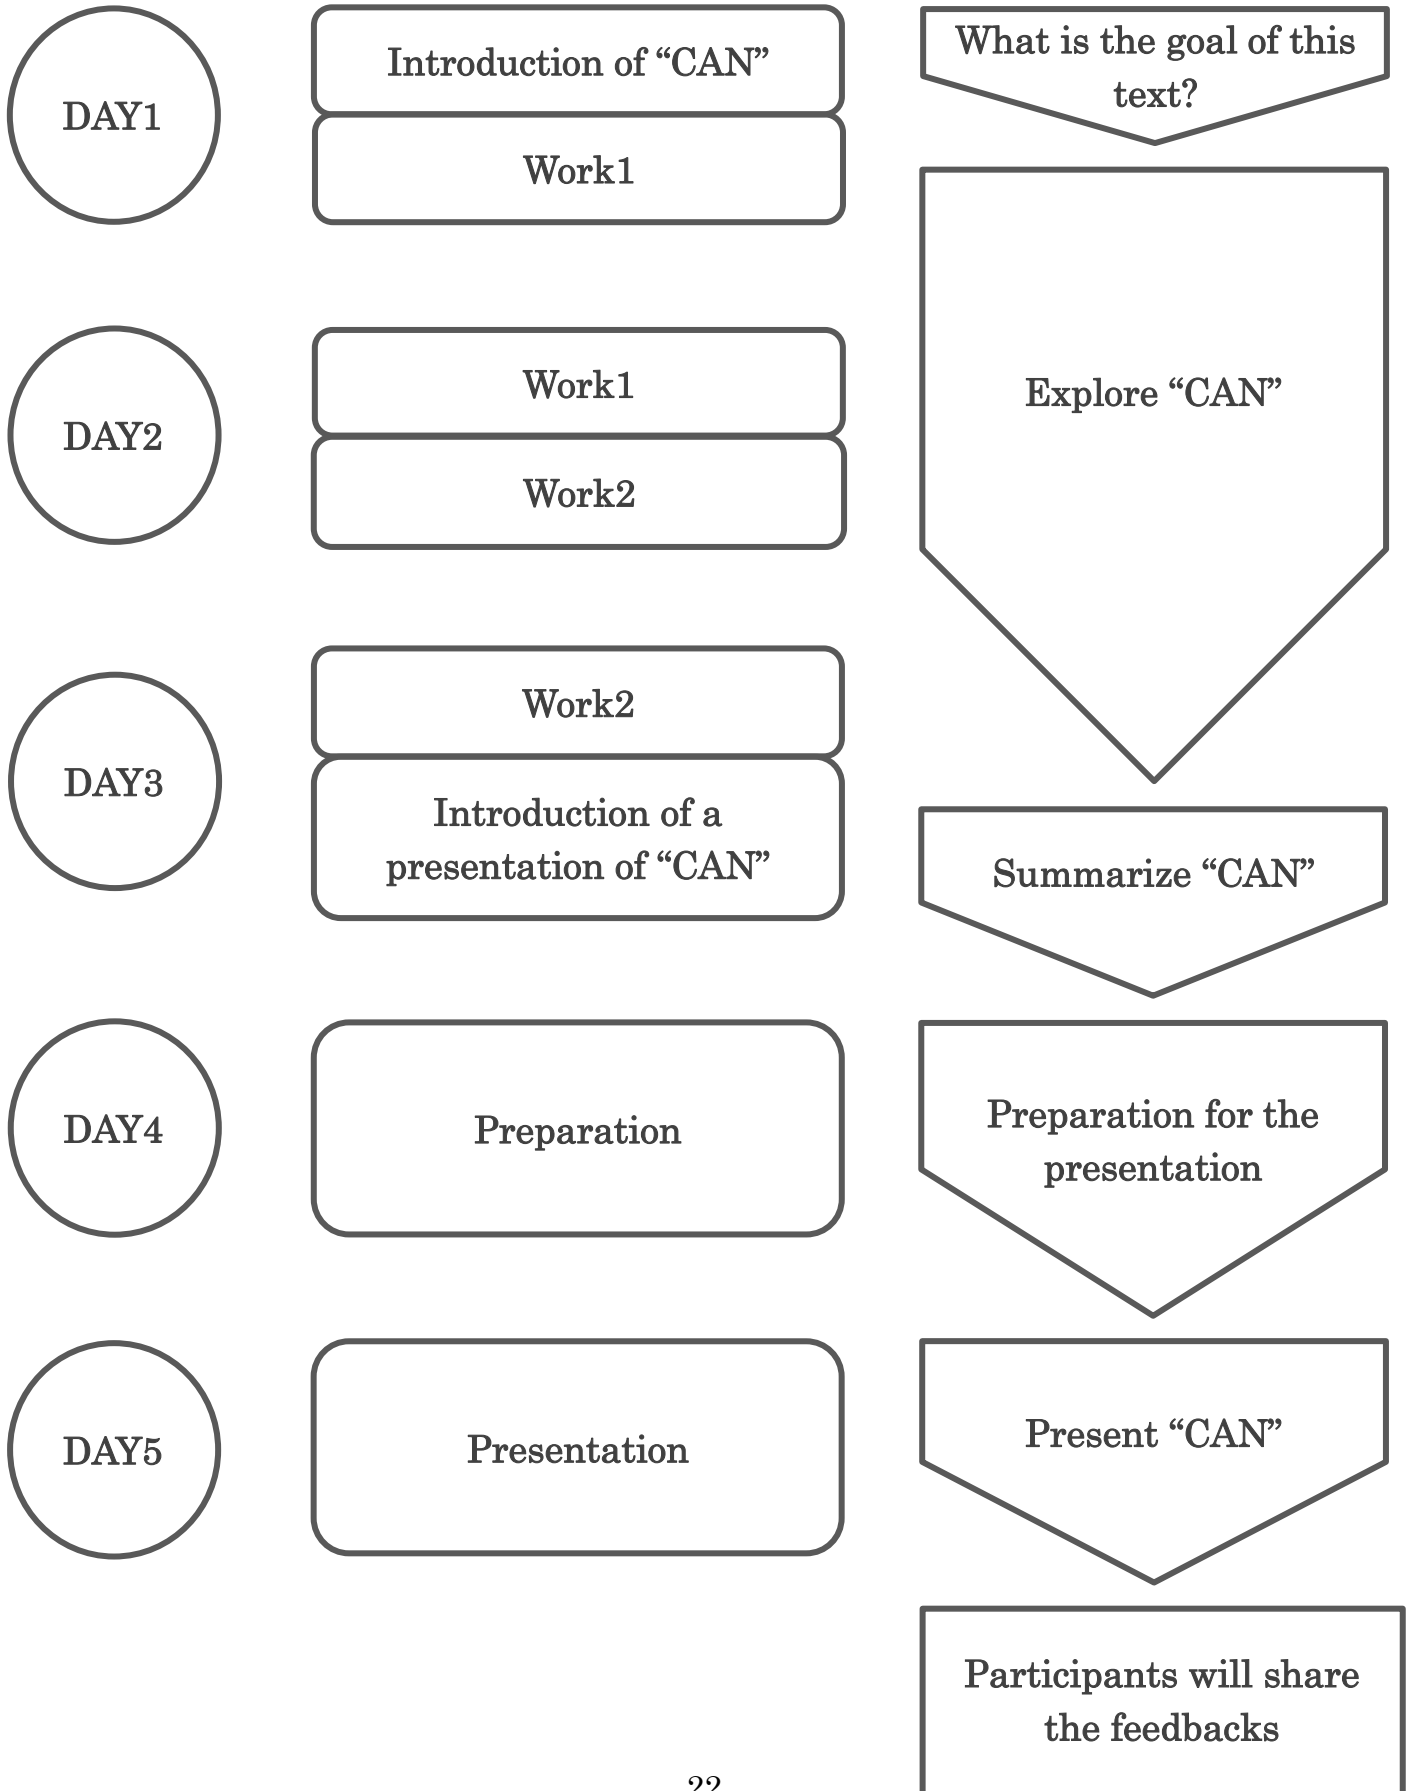 DAY1
Introduction of “CAN”
Work1
What is the goal of this
text?
DAY2
Work1
Work2
Explore “CAN”
DAY3
Work2
Introduction of a
presentation of “CAN”
Summarize “CAN”
DAY4
Preparation
Preparation for the
presentation
DAY5
Presentation
Present “CAN”
Participants will share
the feedbacks
22